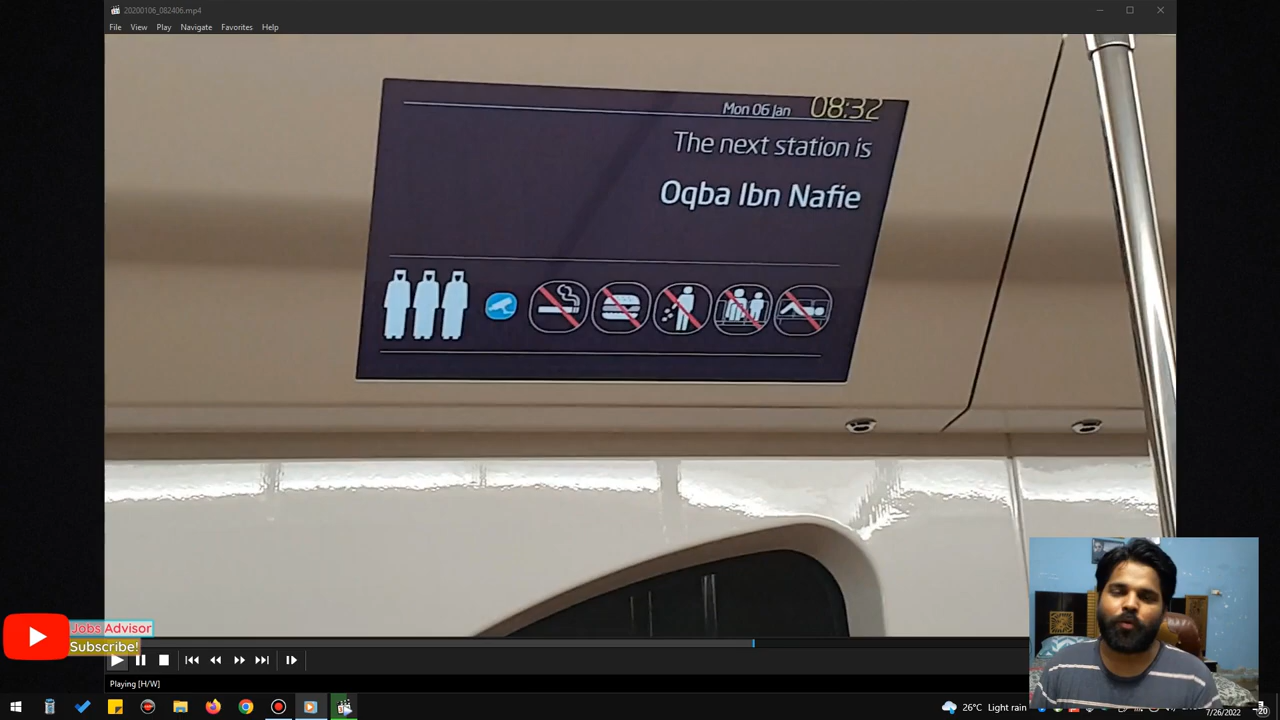 20200106_082406.mp4
File View Play Navigate Favorites Help
Mon 06 Jan 08:32
The next station is
Oqba Ibn Nafie
Jobs Advisor
Subscribe!
Playing [H/W]
26°C Light rain
7/26/2022
20